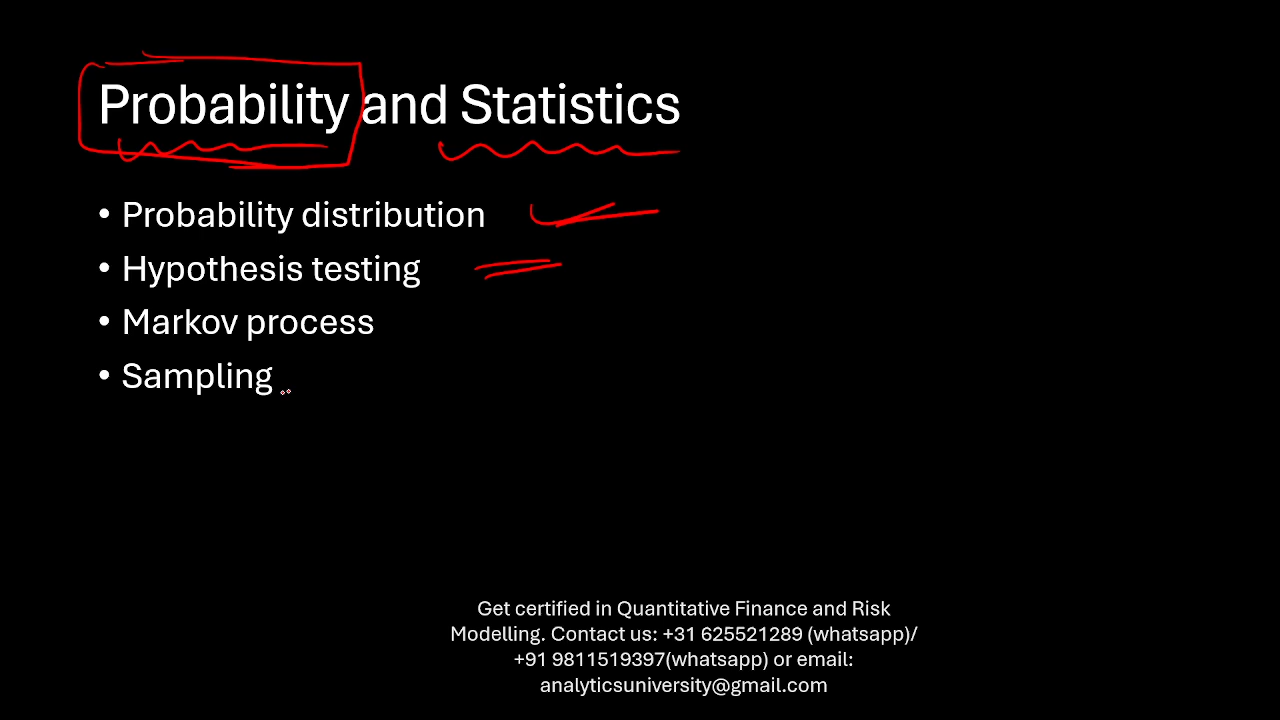 Probability and Statistics
• Probability distribution
• Hypothesis testing
• Markov process
• Sampling
Get certified in Quantitative Finance and Risk
Modelling. Contact us: +31 625521289 (whatsapp)/
+91 9811519397(whatsapp) or email:
analyticsuniversity@gmail.com